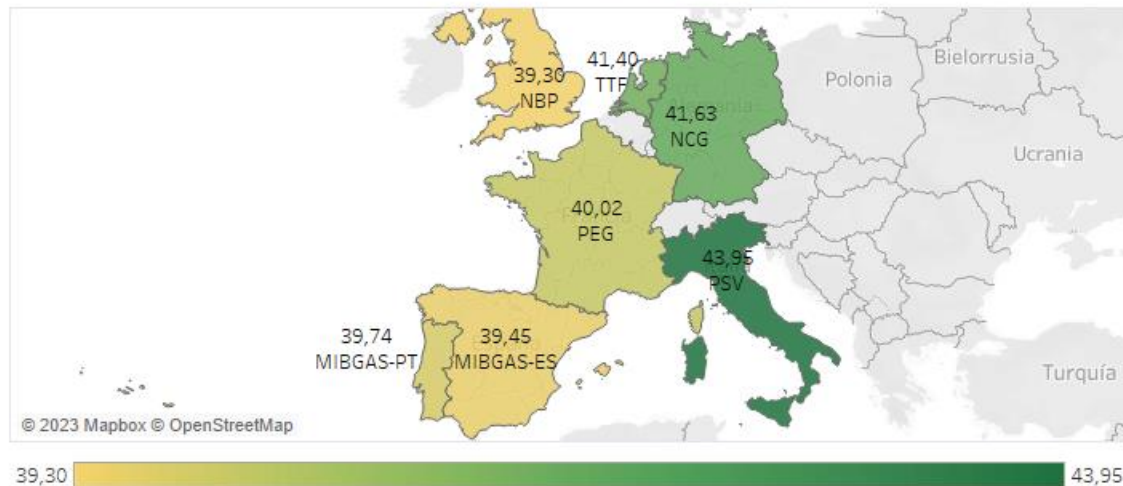 39,30
NBP
41,40
TTF
41,63
NCG
Polonia
Bielorrusia
Ucrania
40,02
PEG
43,95
PSV
39,74
MIBGAS-PT
39,45
MIBGAS-ES
Turquía
© 2023 Mapbox © OpenStreetMap
39,30
43,95